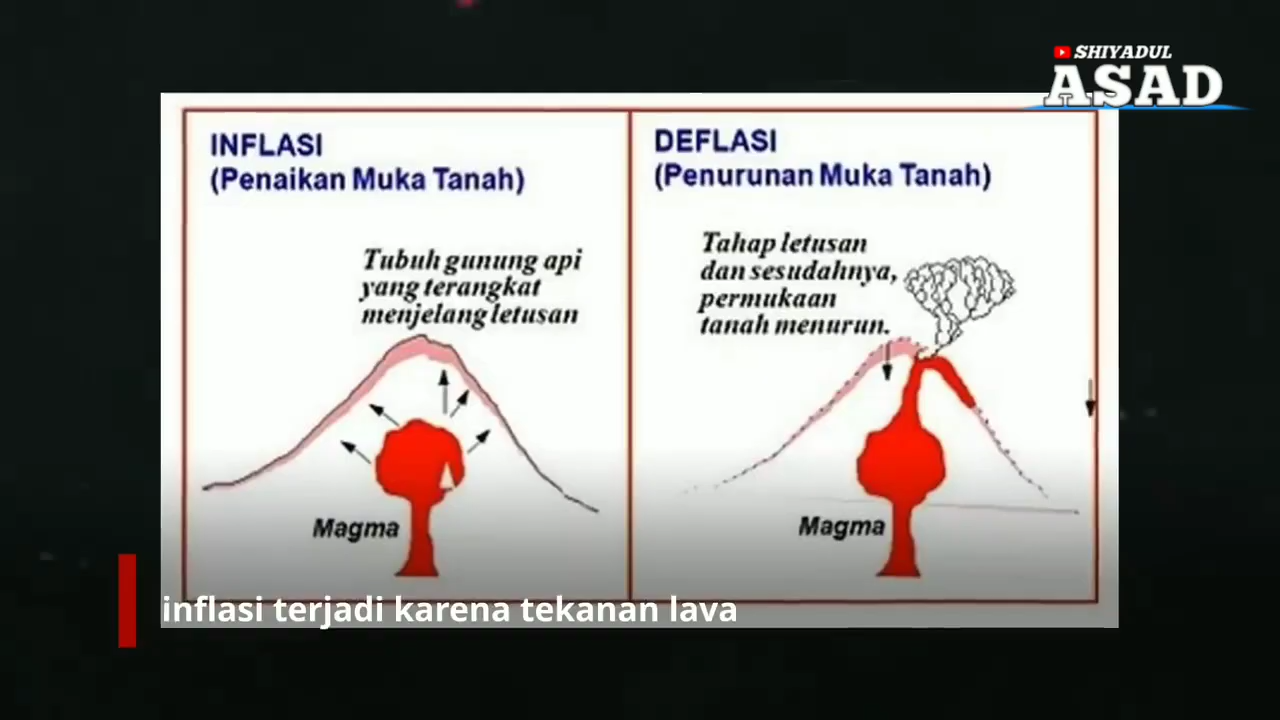 SHIYADUL
ASAD
INFLASI
(Penaikan Muka Tanah)
Tubuh gunung api
yang terangkat
menjelang letusan
Magma
DEFLASI
(Penurunan Muka Tanah)
Tahap letusan
dan sesudahnya,
permukaan
tanah menurun.
Magma
inflasi terjadi karena tekanan lava